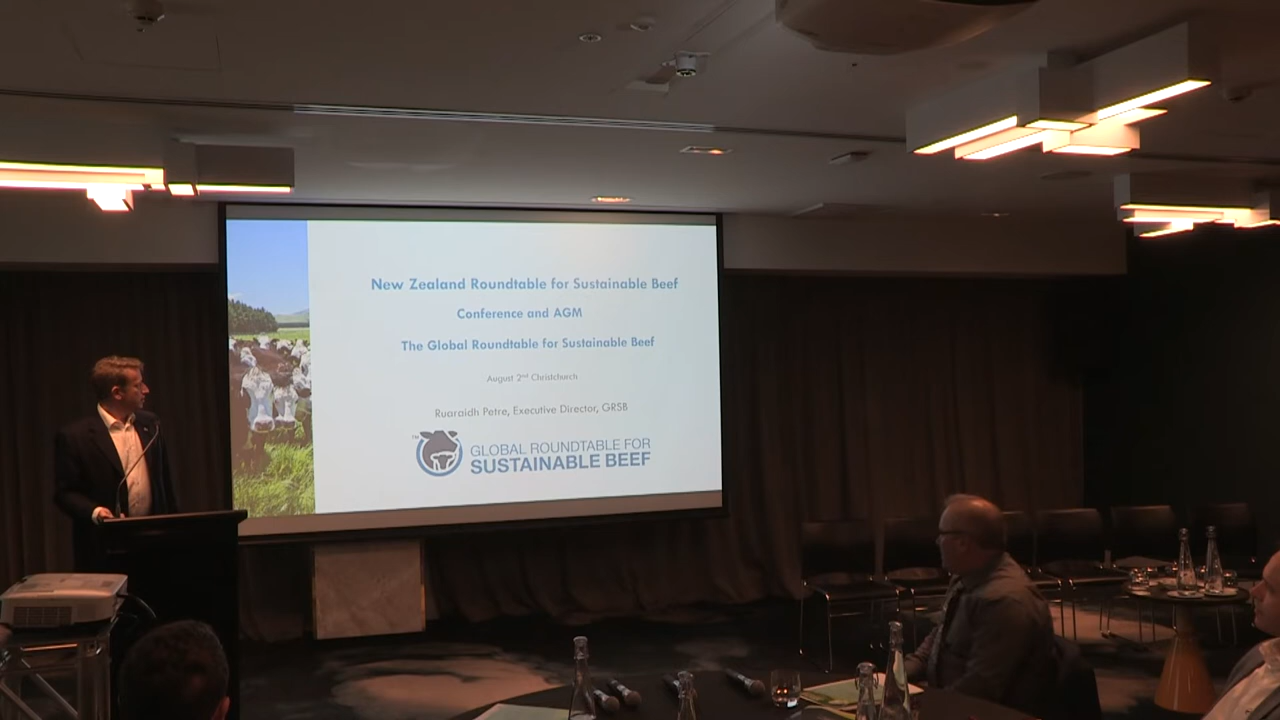 New Zealand Roundtable for Sustainable Beef
Conference and AGM
The Global Roundtable for Sustainable Beef
August 2nd Christchurch
Ruaraidh Petre, Executive Director, GRSB
TM
GLOBAL ROUNDTABLE FOR
SUSTAINABLE BEEF